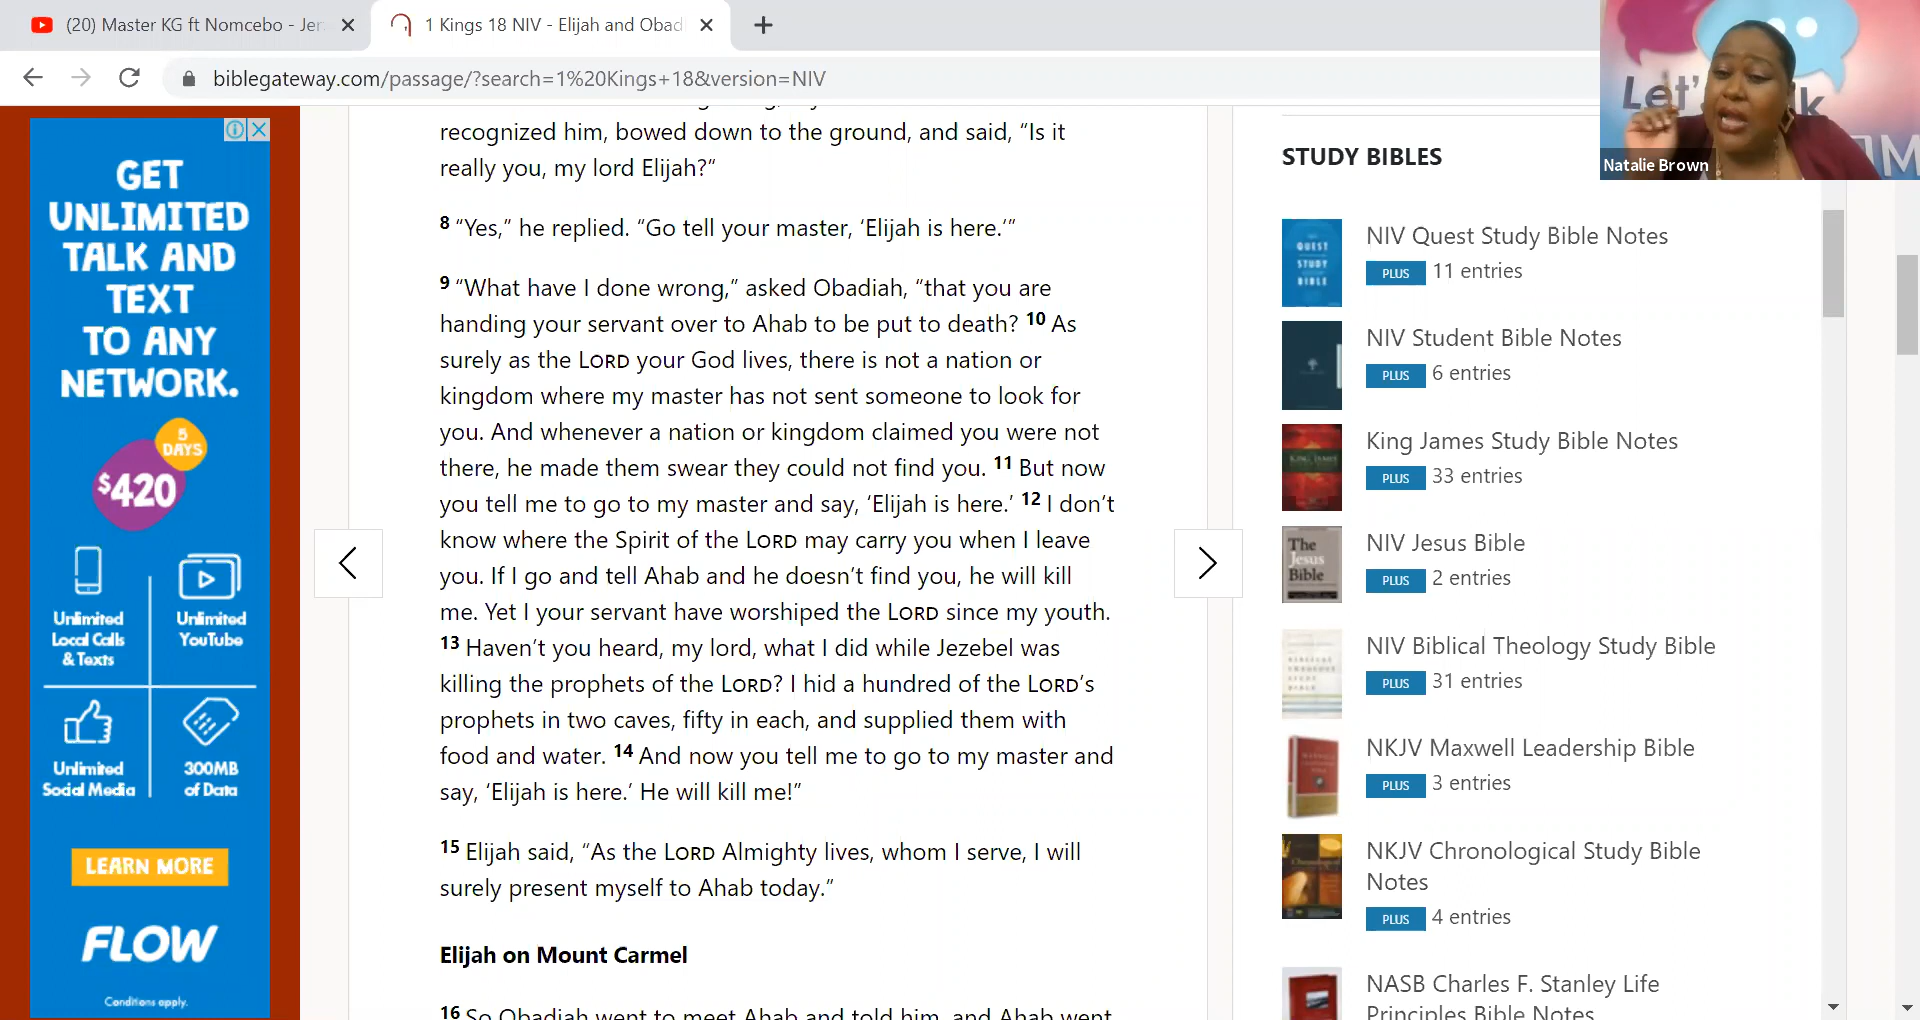 (20) Master KG ft Nomcebo - Jer
1 Kings 18 NIV - Elijah and Obad
biblegateway.com/passage/?search=1%20Kings+18&version=NIV
Let's
Natalie Brown
GET
UNLIMITED
TALK AND
TEXT
TO ANY
NETWORK.
5
DAYS
$420
Unlimited
Local Calls
& Texts
Unlimited
YouTube
Unlimited
Social Media
300MB
of Data
LEARN MORE
FLOW
Conditions apply.
recognized him, bowed down to the ground, and said, “Is it
really you, my lord Elijah?”
8 “Yes,” he replied. “Go tell your master, ‘Elijah is here.’”
9 “What have I done wrong,” asked Obadiah, “that you are
handing your servant over to Ahab to be put to death? 10 As
surely as the LORD your God lives, there is not a nation or
kingdom where my master has not sent someone to look for
you. And whenever a nation or kingdom claimed you were not
there, he made them swear they could not find you. 11 But now
you tell me to go to my master and say, ‘Elijah is here.’ 12 I don’t
know where the Spirit of the LORD may carry you when I leave
you. If I go and tell Ahab and he doesn’t find you, he will kill
me. Yet I your servant have worshiped the LORD since my youth.
13 Haven’t you heard, my lord, what I did while Jezebel was
killing the prophets of the LORD? I hid a hundred of the LORD’s
prophets in two caves, fifty in each, and supplied them with
food and water. 14 And now you tell me to go to my master and
say, ‘Elijah is here.’ He will kill me!”
15 Elijah said, “As the LORD Almighty lives, whom I serve, I will
surely present myself to Ahab today.”
Elijah on Mount Carmel
16 So Obadiah went to meet Ahab and told him, and Ahab went
STUDY BIBLES
QUEST
STUDY
BIBLE
NIV Quest Study Bible Notes
PLUS 11 entries
NIV Student Bible Notes
PLUS 6 entries
KING JAMES
King James Study Bible Notes
PLUS 33 entries
The
Jesus
Bible
NIV Jesus Bible
PLUS 2 entries
NIV Biblical Theology Study Bible
PLUS 31 entries
NKJV Maxwell Leadership Bible
PLUS 3 entries
NKJV Chronological Study Bible
Notes
PLUS 4 entries
NASB Charles F. Stanley Life
Principles Bible Notes